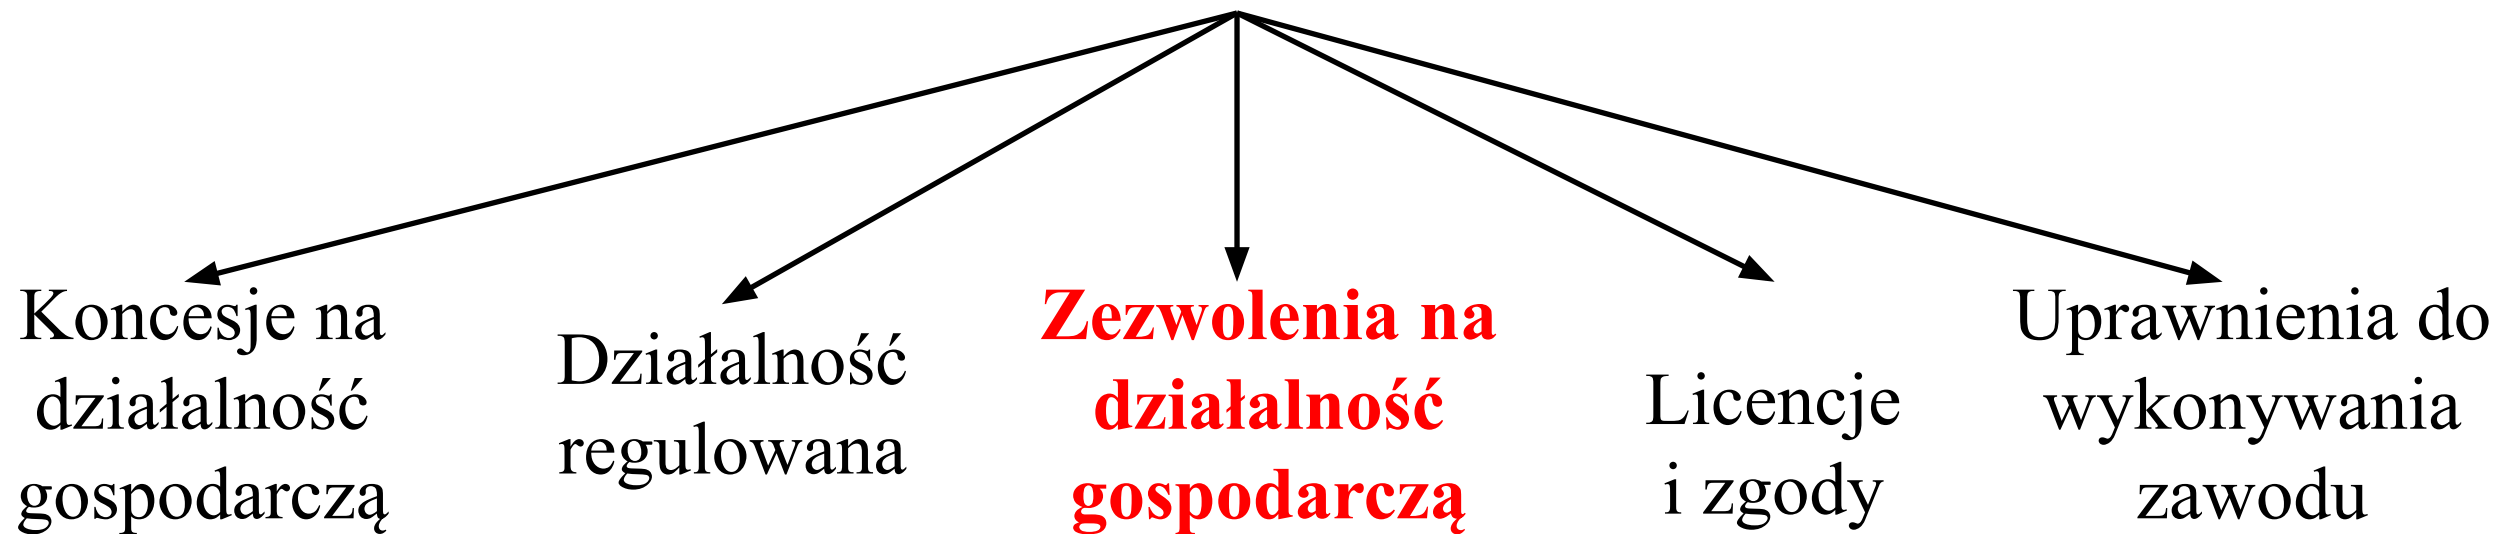 Koncesje na
działalność
gospodarczą
Działalność
regulowana
Zezwolenia na
działalność
gospodarczą
Licencje
i zgody
Uprawnienia do
wykonywania
zawodu